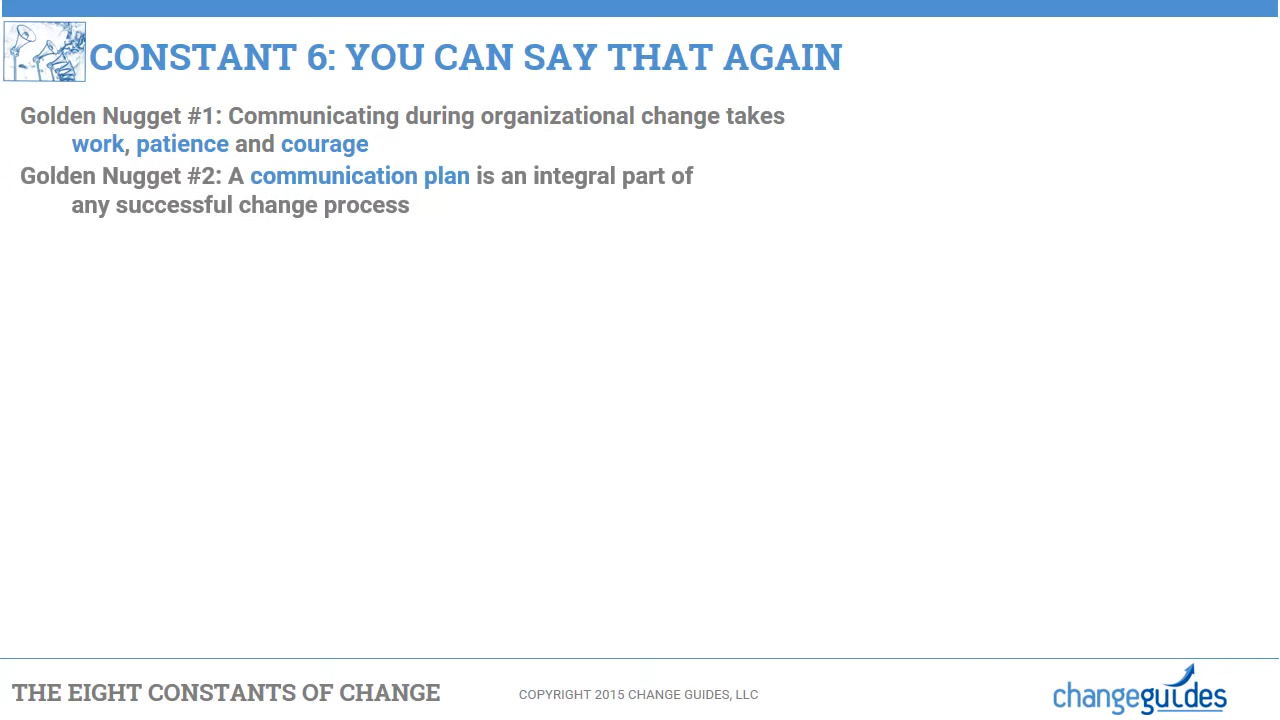 CONSTANT 6: YOU CAN SAY THAT AGAIN
Golden Nugget #1: Communicating during organizational change takes
work, patience and courage
Golden Nugget #2: A communication plan is an integral part of
any successful change process
THE EIGHT CONSTANTS OF CHANGE
COPYRIGHT 2015 CHANGE GUIDES, LLC
changeguides